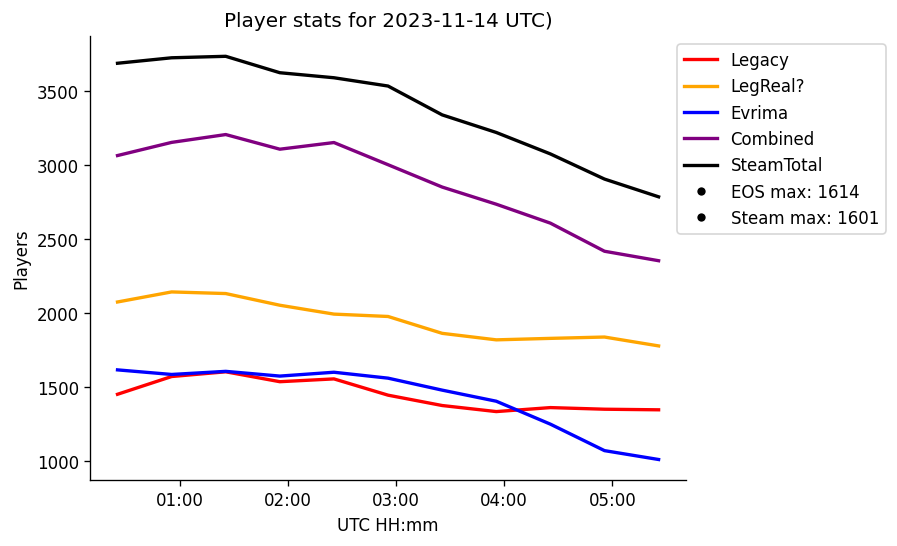 Player stats for 2023-11-14 UTC)
Legacy
LegReal?
Evrima
Combined
SteamTotal
EOS max: 1614
Steam max: 1601
Players
3500
3000
2500
2000
1500
1000
01:00 02:00 03:00 04:00 05:00
UTC HH:mm